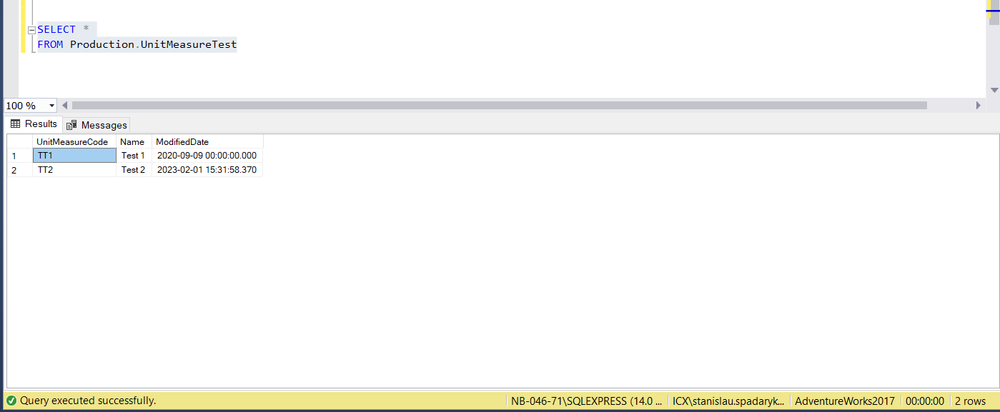 SELECT *
FROM Production.UnitMeasureTest
100 %
Results Messages
UnitMeasureCode Name ModifiedDate
1 TT1 Test 1 2020-09-09 00:00:00.000
2 TT2 Test 2 2023-02-01 15:31:58.370
Query executed successfully. NB-046-71\SQLEXPRESS (14.0 ... ICX\stanislau.spadaryk... AdventureWorks2017 00:00:00 2 rows